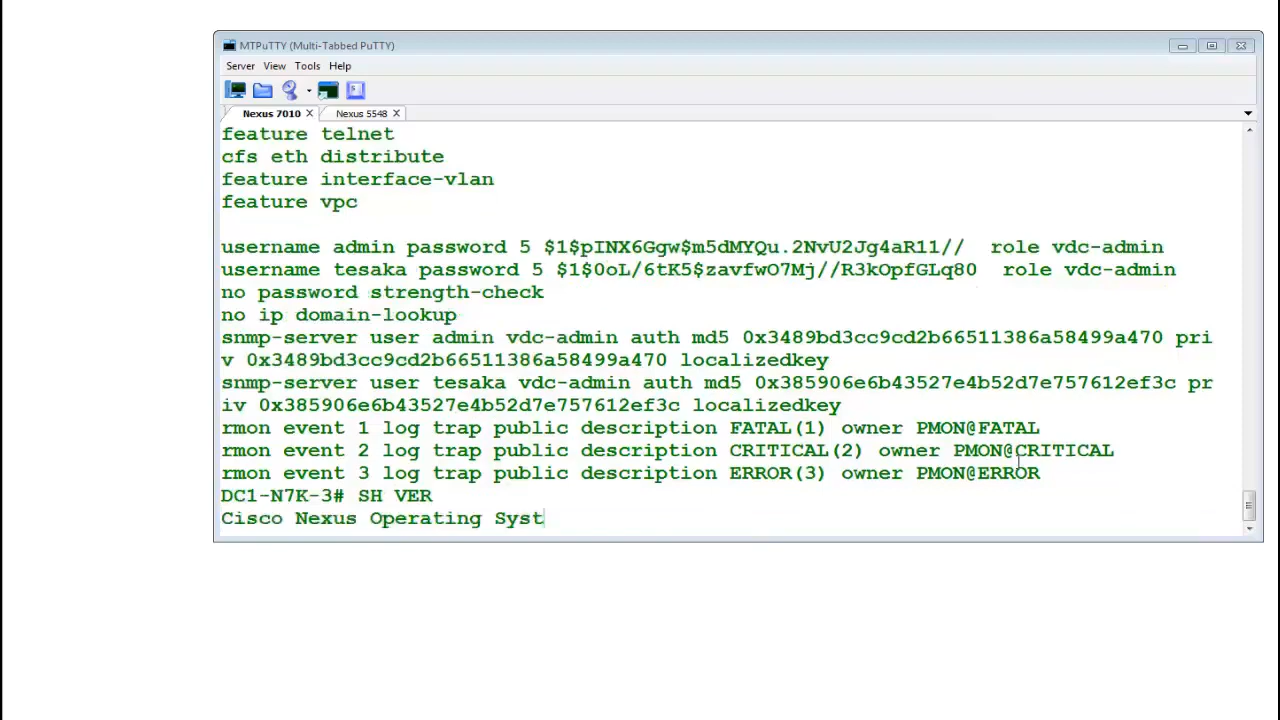 MTPuTTY (Multi-Tabbed PuTTY)
Server View Tools Help
Nexus 7010 X Nexus 5548 X
feature telnet
cfs eth distribute
feature interface-vlan
feature vpc
username admin password 5 $1$pINX6Ggw$m5dMYQu.2NvU2Jg4aR11// role vdc-admin
username tesaka password 5 $1$0oL/6tK5$zavfwO7Mj//R3kOpfGLq80 role vdc-admin
no password strength-check
no ip domain-lookup
snmp-server user admin vdc-admin auth md5 0x3489bd3cc9cd2b66511386a58499a470 pri
v 0x3489bd3cc9cd2b66511386a58499a470 localizedkey
snmp-server user tesaka vdc-admin auth md5 0x385906e6b43527e4b52d7e757612ef3c pr
iv 0x385906e6b43527e4b52d7e757612ef3c localizedkey
rmon event 1 log trap public description FATAL(1) owner PMON@FATAL
rmon event 2 log trap public description CRITICAL(2) owner PMON@CRITICAL
rmon event 3 log trap public description ERROR(3) owner PMON@ERROR
DC1-N7K-3# SH VER
Cisco Nexus Operating Syst